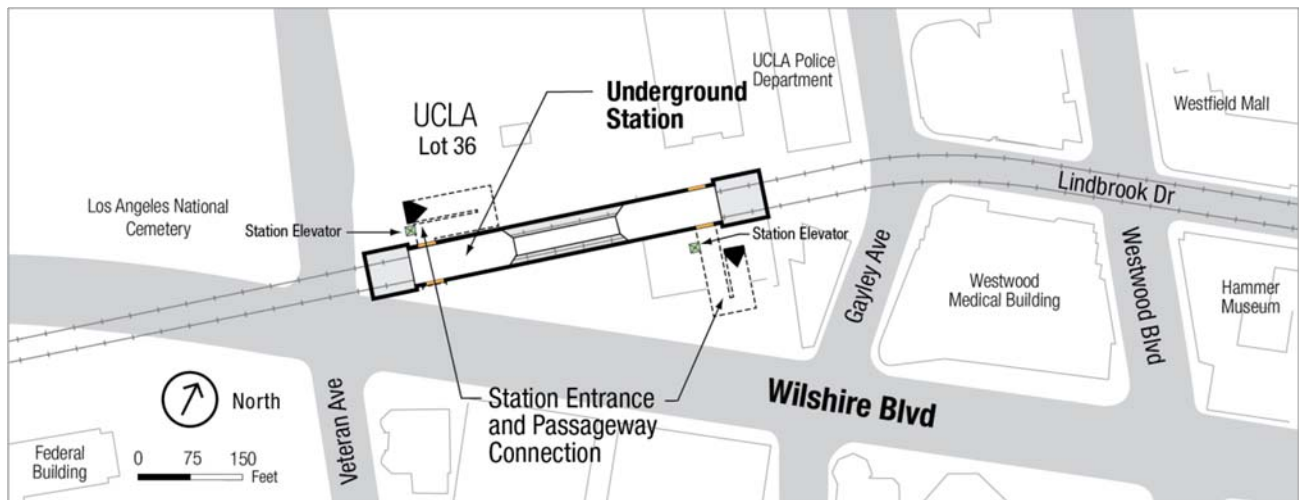 UCLA Police
Department
Westfield Mall
Underground
Station
UCLA
Lot 36
Lindbrook Dr
Los Angeles National
Cemetery
Station Elevator
Station Elevator
Gayley Ave
Westwood
Medical Building
Westwood Blvd
Hammer
Museum
Wilshire Blvd
North
Veteran Ave
Station Entrance
and Passageway
Connection
Federal
Building
0 75 150
Feet